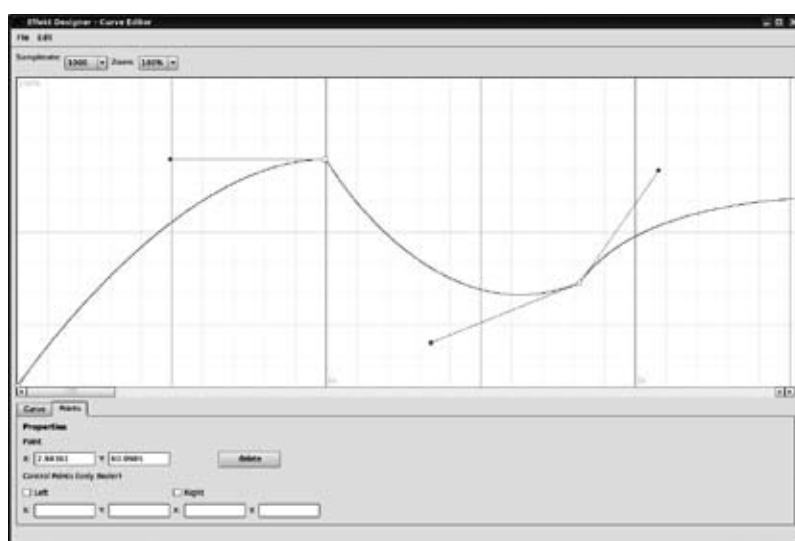 Effekt Designer - Curve Editor
File Edit
Samplerate: 1000 Zoom: 100%
100%
Curve Points
Properties
Point
X: Y: delete
Control Points (only Bezier)
Left Right
X: Y: X: Y: